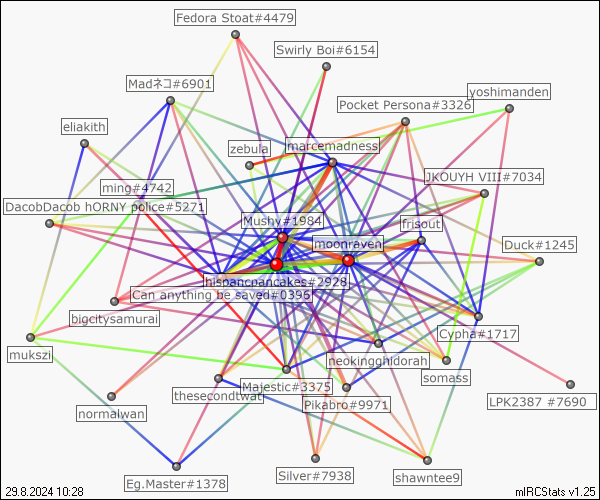 Fedora Stoat#4479
Swirly Boi#6154
Madネコ#6901
yoshimanden
Pocket Persona#3326
eliakith
marcemadness
zebula
JKOUYH VIII#7034
ming#4742
DacobDacob hORNY police#5271
Mushy#1984
frisout
moonraven
Duck#1245
hispancpancakes#2928
Can anything be saved#0396
bigcitysamurai
Cypha#1717
mukszi
neokingghidorah
somass
Majestic#3375
thesecondtwat
LPK2387 #7690
Pikabro#9971
normalwan
Silver#7938
shawntee9
Eg.Master#1378
29.8.2024 10:28
mIRCStats v1.25